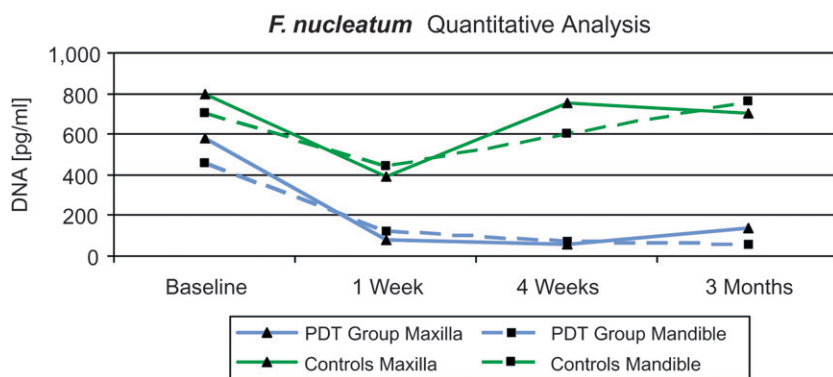 F. nucleatum Quantitative Analysis
1,000
800
600
400
200
0
DNA [pg/ml]
Baseline 1 Week 4 Weeks 3 Months
PDT Group Maxilla PDT Group Mandible
Controls Maxilla Controls Mandible